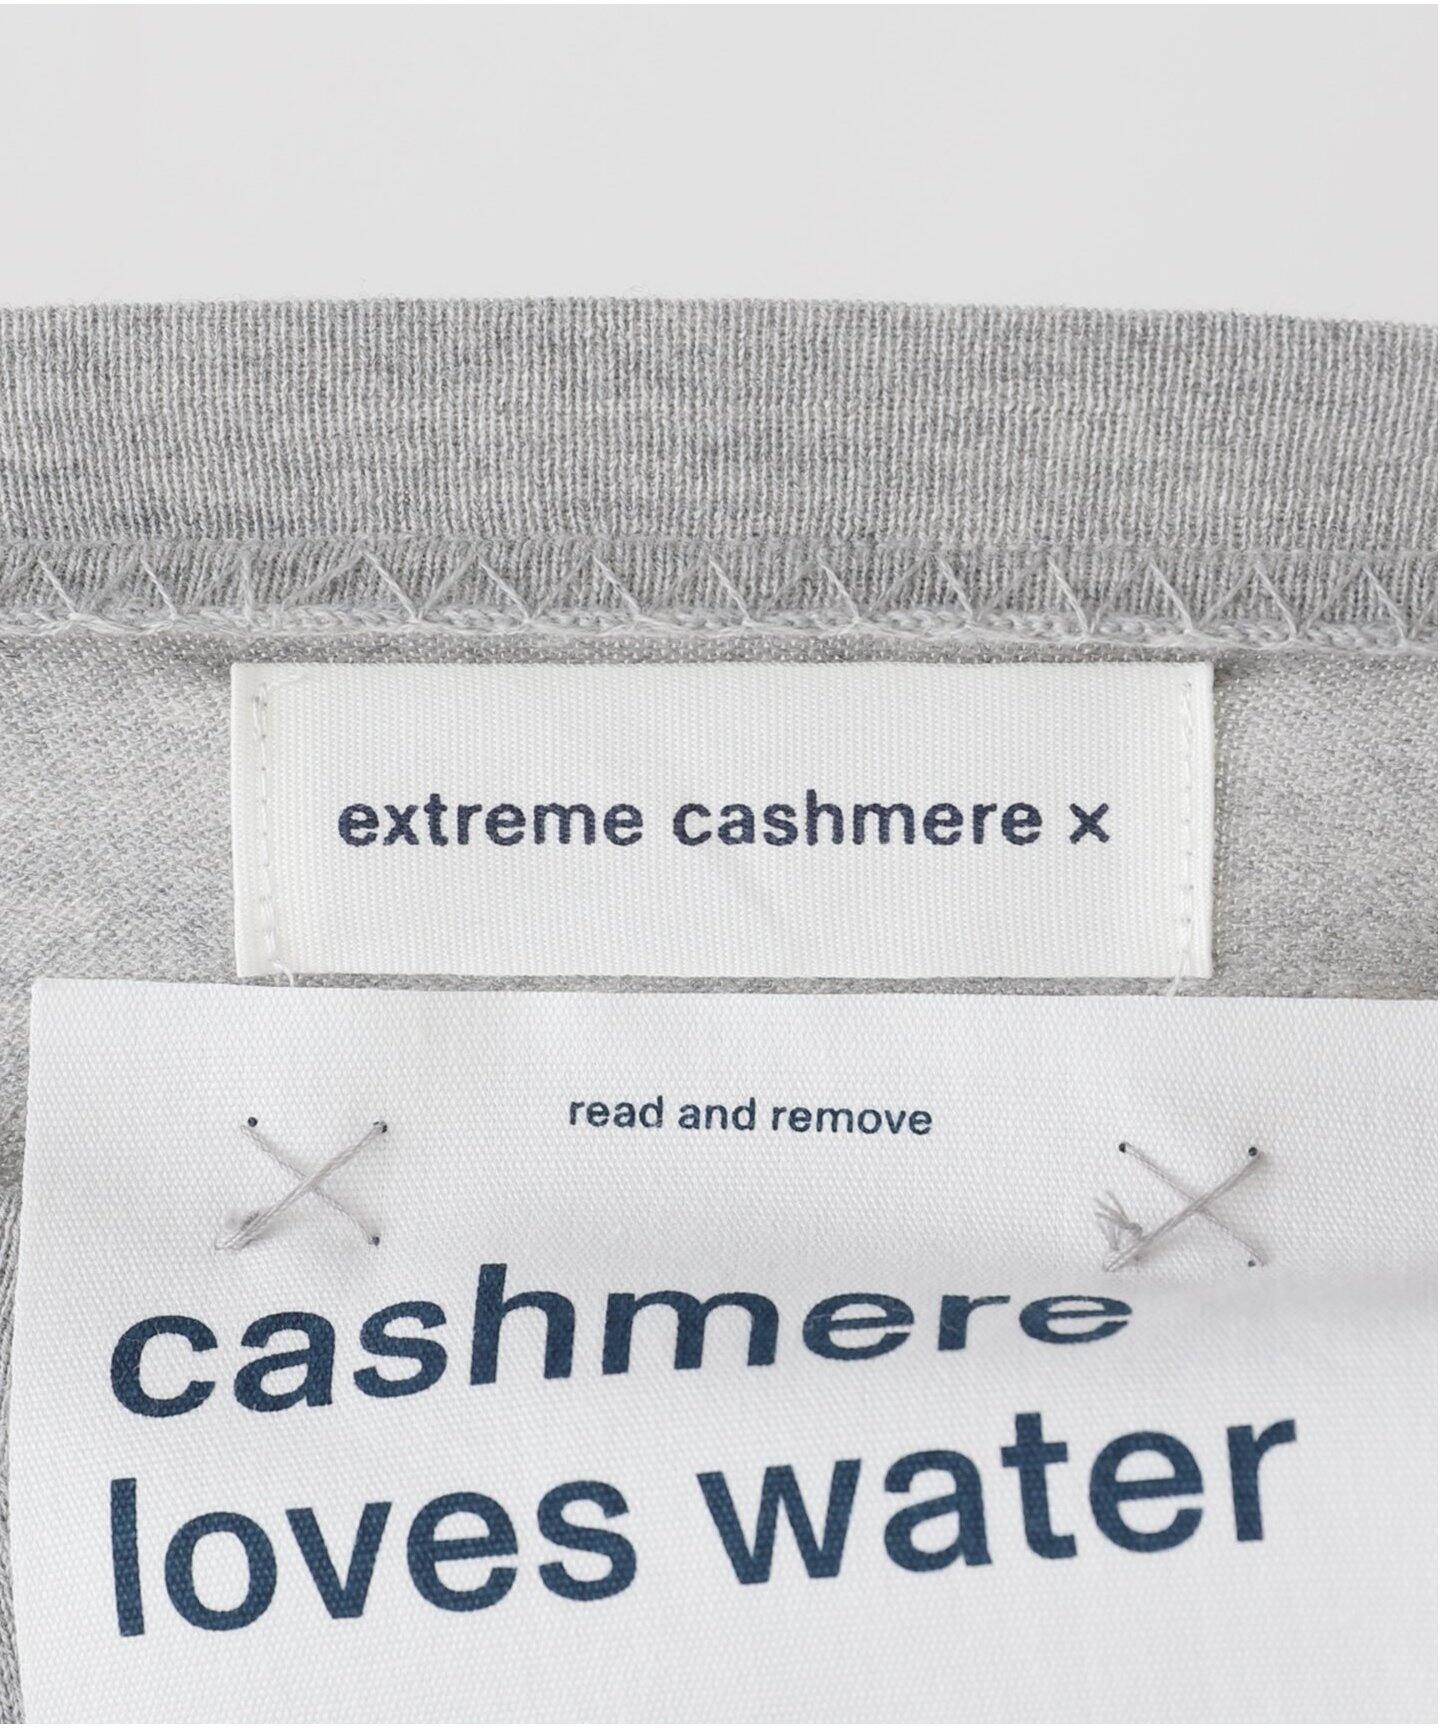 extreme cashmere x
read and remove
cashmere
loves water